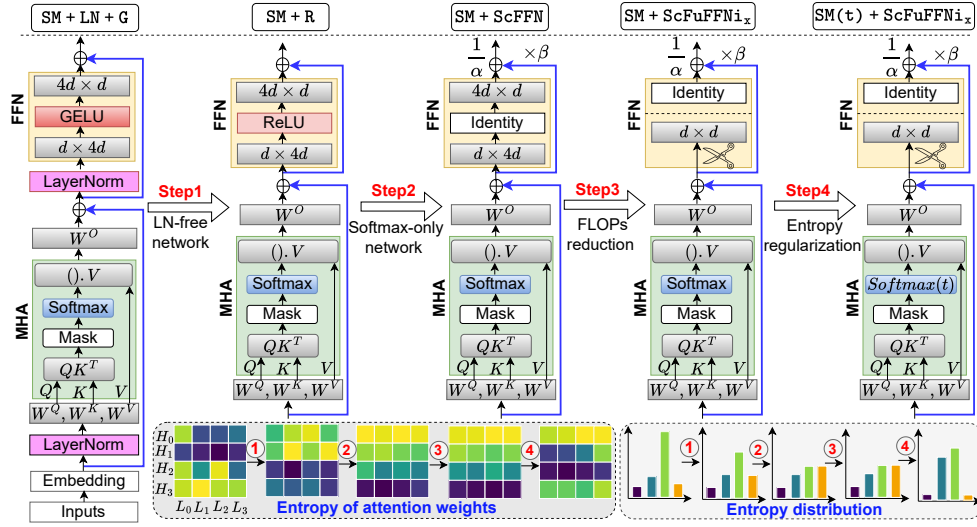 SM + LN + G
SM + R
SM + ScFFN
SM + ScFuFFNi_x
SM(t) + ScFuFFNi_x
FFN
4d × d
GELU
d × 4d
LayerNorm
W^O
MHA
().V
Softmax
Mask
QK^T
Q
K
V
W^Q, W^K, W^V
LayerNorm
Embedding
Inputs
Step1
LN-free
network
FFN
4d × d
ReLU
d × 4d
W^O
MHA
().V
Softmax
Mask
QK^T
Q
K
V
W^Q, W^K, W^V
Step2
Softmax-only
network
1/α
×β
FFN
4d × d
Identity
d × 4d
W^O
MHA
().V
Softmax
Mask
QK^T
Q
K
V
W^Q, W^K, W^V
Step3
FLOPs
reduction
1/α
×β
FFN
Identity
d × d
W^O
MHA
().V
Softmax
Mask
QK^T
Q
K
V
W^Q, W^K, W^V
Step4
Entropy
regularization
1/α
×β
FFN
Identity
d × d
W^O
MHA
().V
Softmax(t)
Mask
QK^T
Q
K
V
W^Q, W^K, W^V
H_0
H_1
H_2
H_3
L_0 L_1 L_2 L_3
1
2
3
4
Entropy of attention weights
1
2
3
4
Entropy distribution